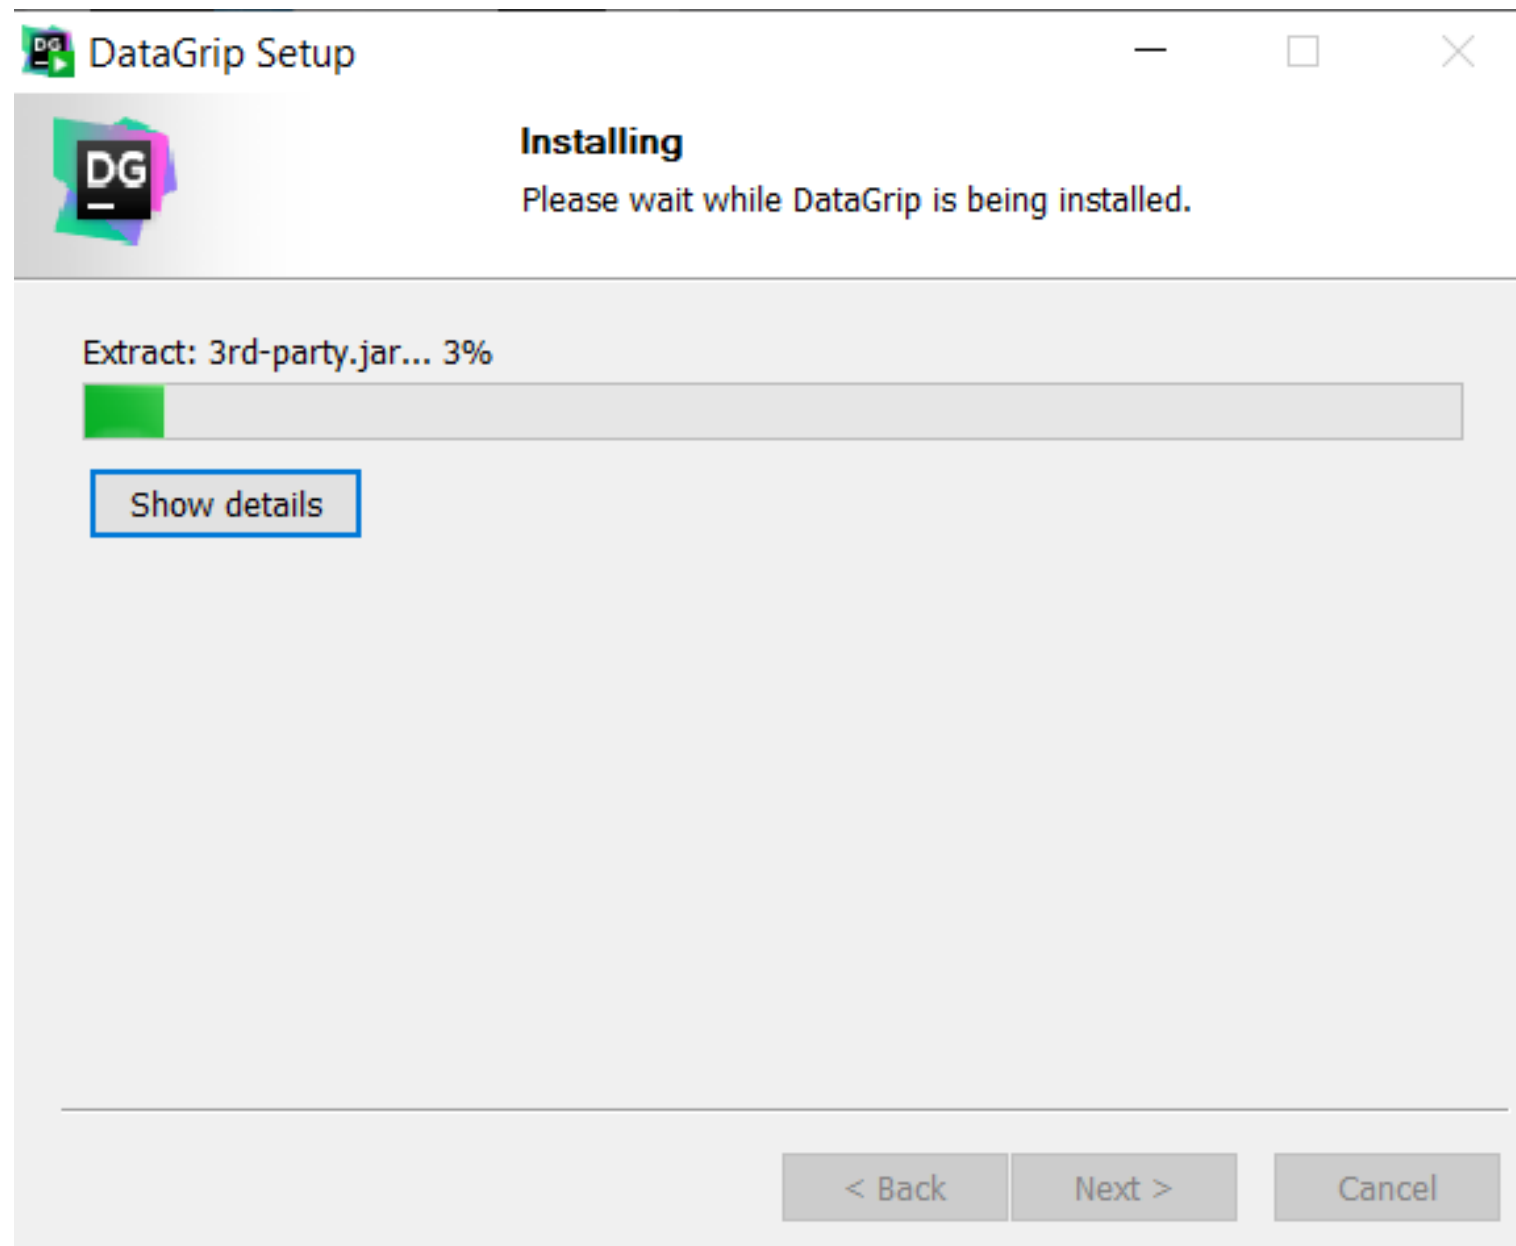 DG
DataGrip Setup
DG
Installing
Please wait while DataGrip is being installed.
Extract: 3rd-party.jar... 3%
Show details
< Back
Next >
Cancel